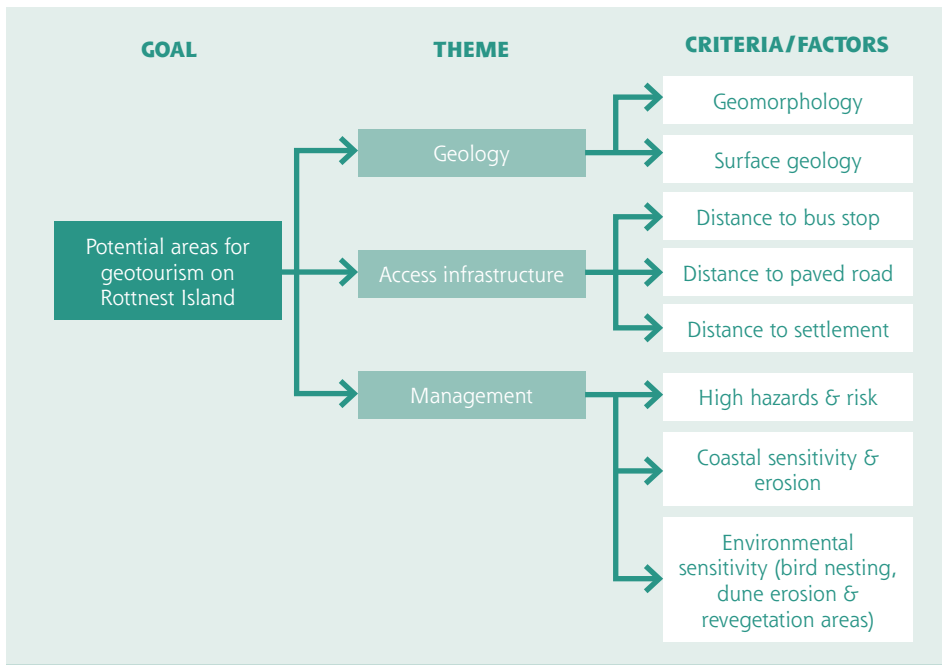 GOAL
THEME
CRITERIA/FACTORS
Potential areas for
geotourism on
Rottnest Island
Geology
Geomorphology
Surface geology
Access infrastructure
Distance to bus stop
Distance to paved road
Distance to settlement
Management
High hazards & risk
Coastal sensitivity &
erosion
Environmental
sensitivity (bird nesting,
dune erosion &
revegetation areas)